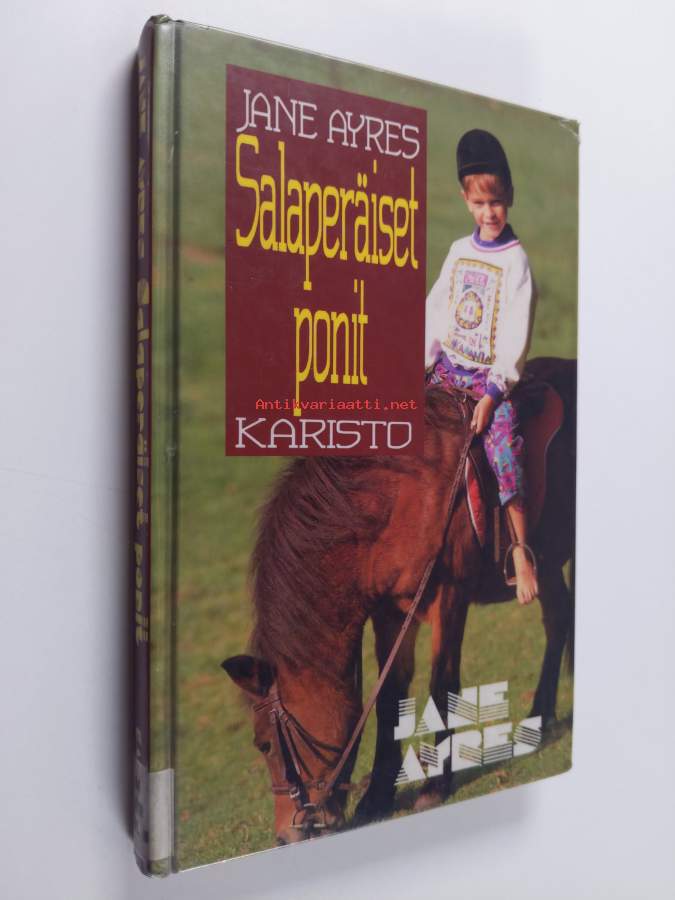 JANE AYRES
Salaperäiset
ponit
Antikvariaatti.net
KARISTO
JANE
AYRES
JANE AYRES Salaperäiset ponit